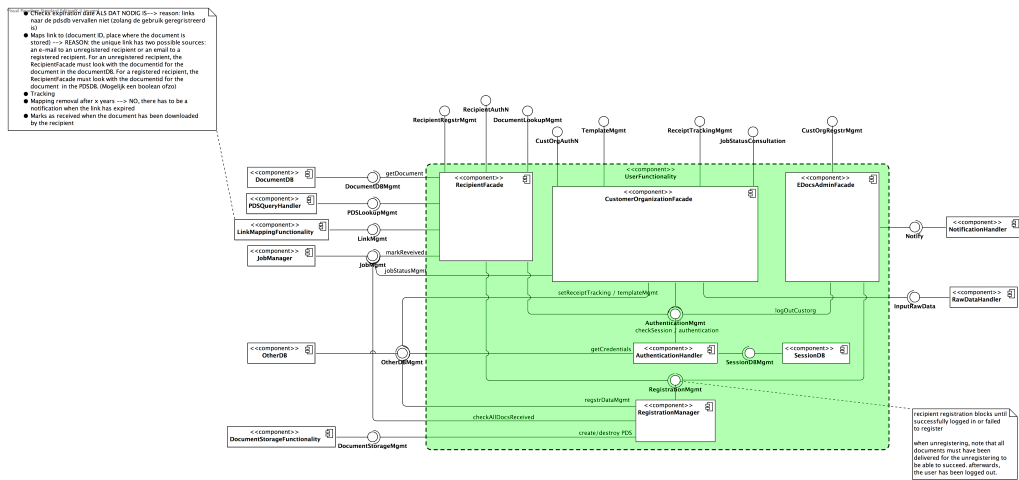 ● Checks expiration date ALS DAT NODIG IS--> reason: links
naar de pdsdb vervallen niet (zolang de gebruik geregistreerd
is)
● Maps link to (document ID, place where the document is
stored) --> REASON: the unique link has two possible sources:
an e-mail to an unregistered recipient or an email to a
registered recipient. For an unregistered recipient, the
RecipientFacade must look with the documentid for the
document in the documentDB. For a registered recipient, the
RecipientFacade must look with the documentid for the
document in the PDSDB. (Mogelijk een boolean ofzo)
● Tracking
● Mapping removal after x years --> NO, there has to be a
notification when the link has expired
● Marks as received when the document has been downloaded
by the recipient
RecipientAuthN
RecipientRegstrMgmt
DocumentLookupMgmt
CustOrgAuthN
TemplateMgmt
ReceiptTrackingMgmt
JobStatusConsultation
CustOrgRegstrMgmt
<<component>>
UserFunctionality
<<component>>
RecipientFacade
<<component>>
CustomerOrganizationFacade
<<component>>
EDocsAdminFacade
<<component>>
DocumentDB
getDocument
DocumentDBMgmt
<<component>>
PDSQueryHandler
PDSLookupMgmt
<<component>>
LinkMappingFunctionality
LinkMgmt
<<component>>
JobManager
markReveived
JobMgmt
jobStatusMgmt
Notify
<<component>>
NotificationHandler
setReceiptTracking / templateMgmt
InputRawData
<<component>>
RawDataHandler
logOutCustorg
AuthenticationMgmt
checkSession / authentication
<<component>>
OtherDB
OtherDBMgmt
getCredentials
<<component>>
AuthenticationHandler
SessionDBMgmt
<<component>>
SessionDB
RegistrationMgmt
regstrDataMgmt
<<component>>
RegistrationManager
checkAllDocsReceived
<<component>>
DocumentStorageFunctionality
DocumentStorageMgmt
create/destroy PDS
recipient registration blocks until
successfully logged in or failed
to register
when unregistering, note that all
documents must have been
delivered for the unregistering to
be able to succeed. afterwards,
the user has been logged out.